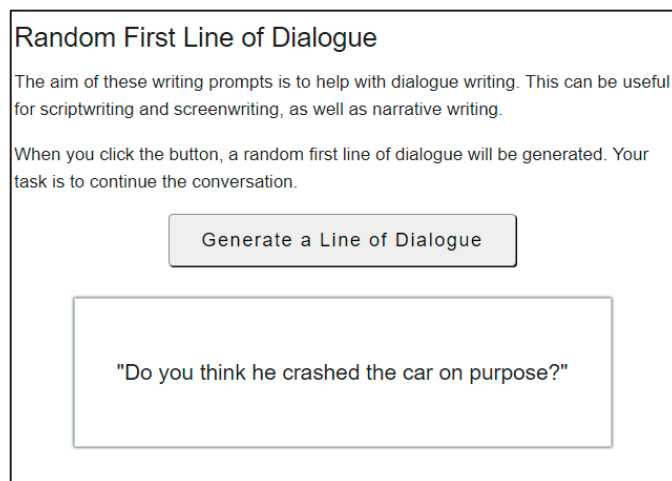 Random First Line of Dialogue
The aim of these writing prompts is to help with dialogue writing. This can be useful
for scriptwriting and screenwriting, as well as narrative writing.
When you click the button, a random first line of dialogue will be generated. Your
task is to continue the conversation.
Generate a Line of Dialogue
"Do you think he crashed the car on purpose?"